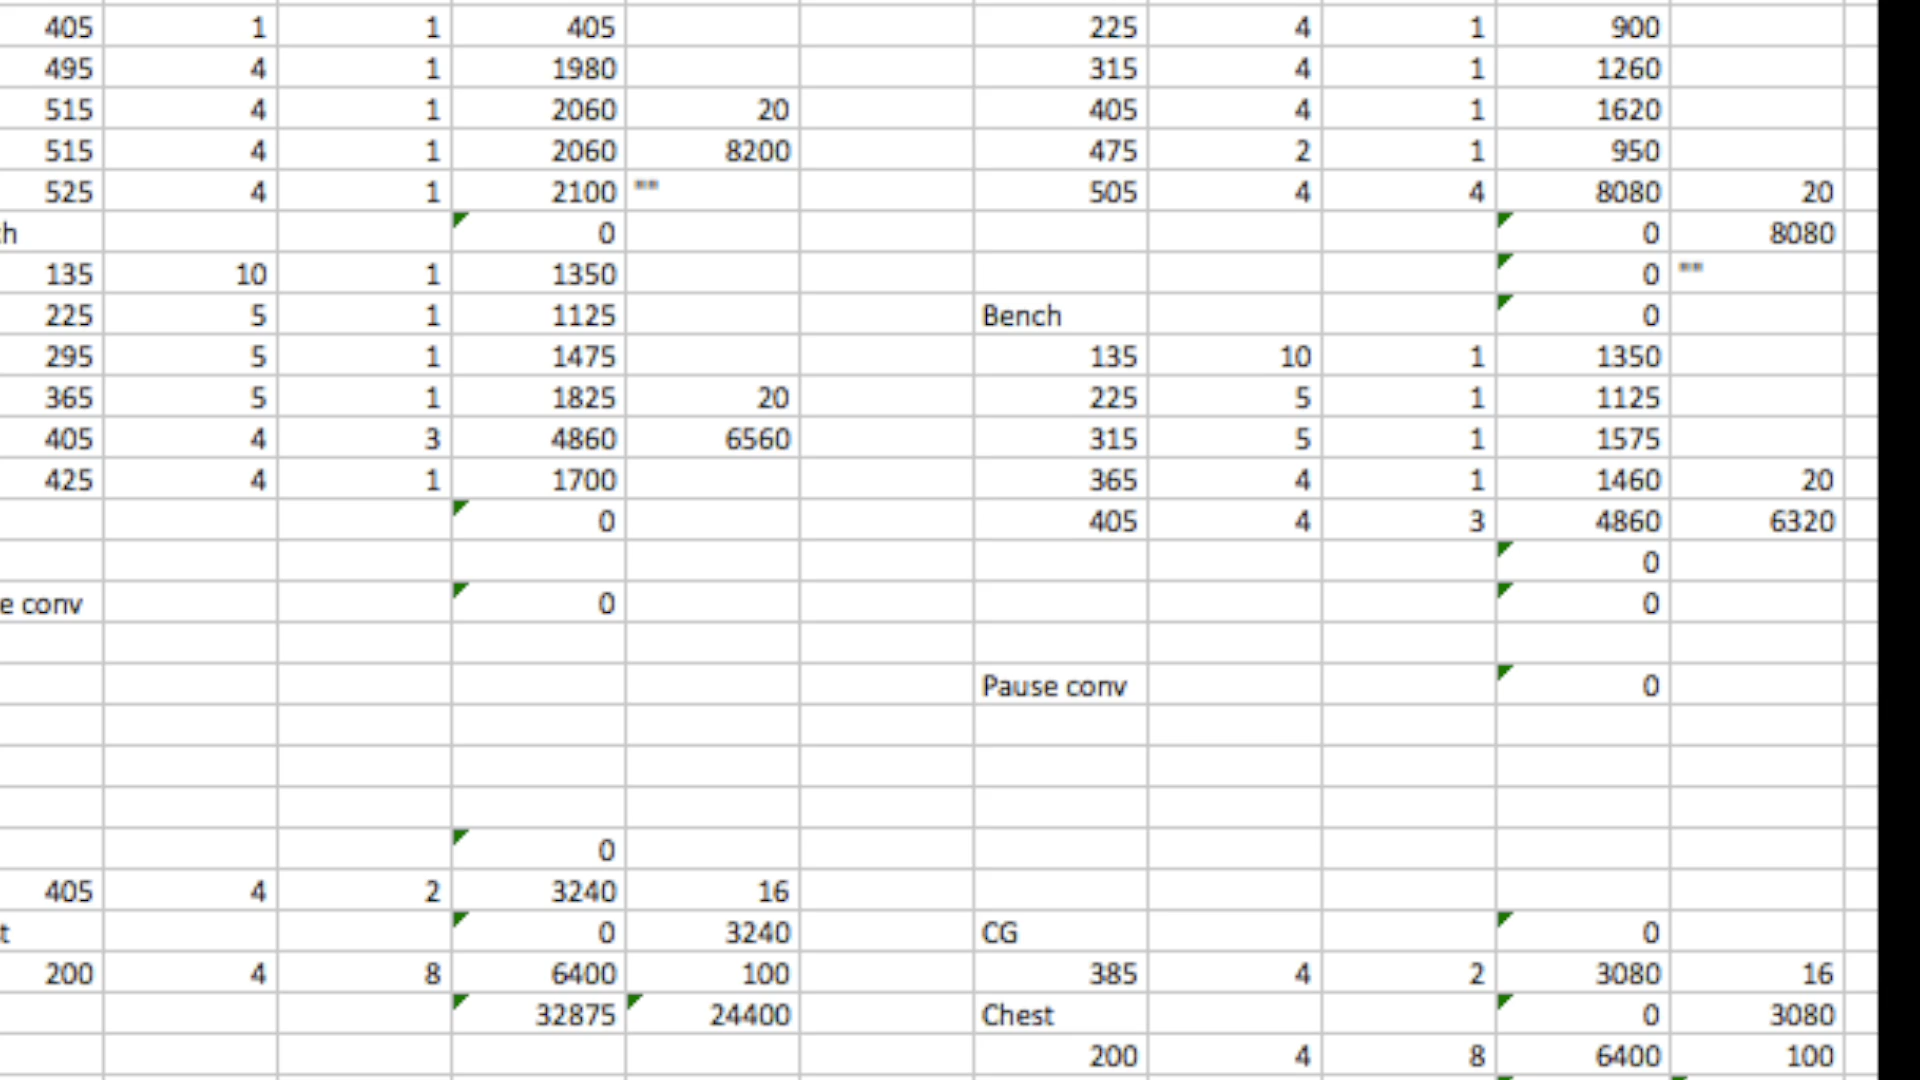 405 1 1 405 225 4 1 900
495 4 1 1980 315 4 1 1260
515 4 1 2060 20 405 4 1 1620
515 4 1 2060 8200 475 2 1 950
525 4 1 2100 "" 505 4 4 8080 20
h 0 0 8080
135 10 1 1350 0 ""
225 5 1 1125 Bench 0
295 5 1 1475 135 10 1 1350
365 5 1 1825 20 225 5 1 1125
405 4 3 4860 6560 315 5 1 1575
425 4 1 1700 365 4 1 1460 20
0 405 4 3 4860 6320
0
e conv 0 0
Pause conv 0
0
405 4 2 3240 16
t 0 3240 CG 0
200 4 8 6400 100 385 4 2 3080 16
32875 24400 Chest 0 3080
200 4 8 6400 100